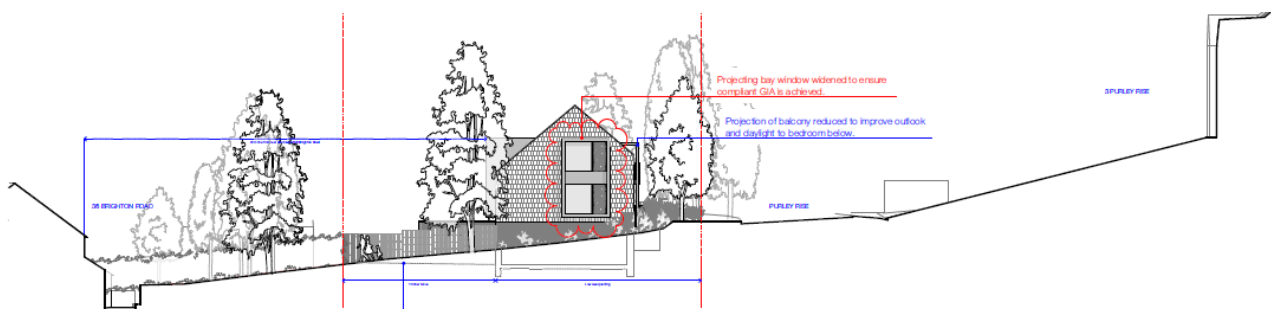 Projecting bay window widened to ensure
compliant GIA is achieved.
3 PURLEY RISE
Projection of balcony reduced to improve outlook
and daylight to bedroom below.
36 BRIGHTON ROAD
PURLEY RISE